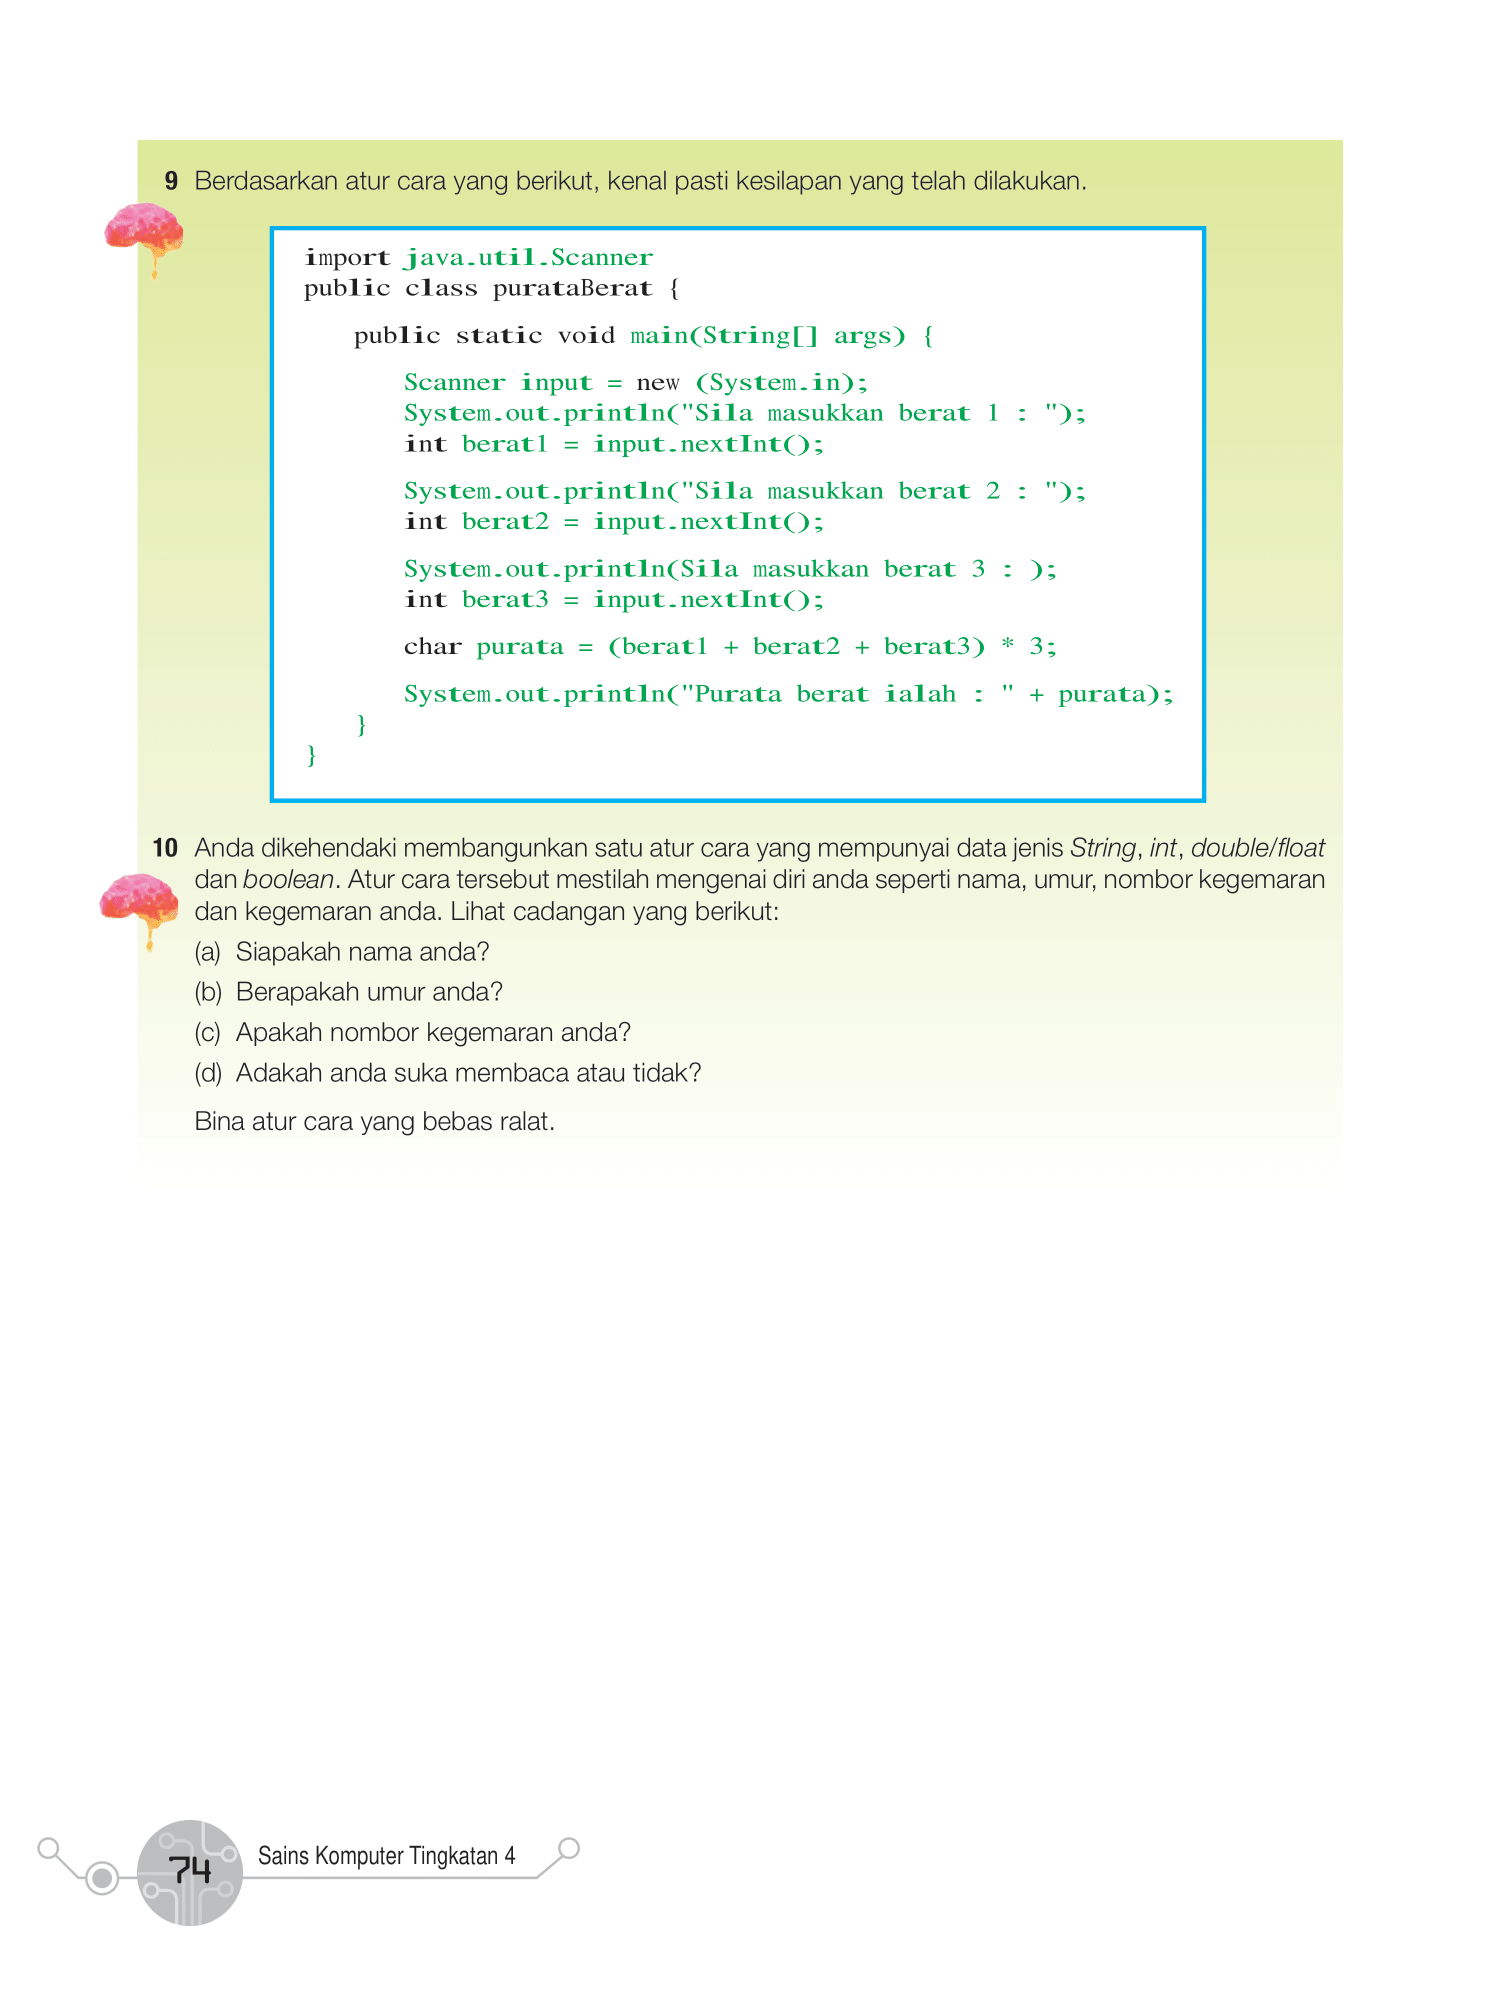 9 Berdasarkan atur cara yang berikut, kenal pasti kesilapan yang telah dilakukan.
import java.util.Scanner
public class purataBerat {
public static void main(String[] args) {
Scanner input = new (System.in);
System.out.println("Sila masukkan berat 1 : ");
int berat1 = input.nextInt();
System.out.println("Sila masukkan berat 2 : ");
int berat2 = input.nextInt();
System.out.println(Sila masukkan berat 3 : );
int berat3 = input.nextInt();
char purata = (berat1 + berat2 + berat3) * 3;
System.out.println("Purata berat ialah : " + purata);
}
}
10 Anda dikehendaki membangunkan satu atur cara yang mempunyai data jenis String, int, double/float
dan boolean. Atur cara tersebut mestilah mengenai diri anda seperti nama, umur, nombor kegemaran
dan kegemaran anda. Lihat cadangan yang berikut:
(a) Siapakah nama anda?
(b) Berapakah umur anda?
(c) Apakah nombor kegemaran anda?
(d) Adakah anda suka membaca atau tidak?
Bina atur cara yang bebas ralat.
74 Sains Komputer Tingkatan 4